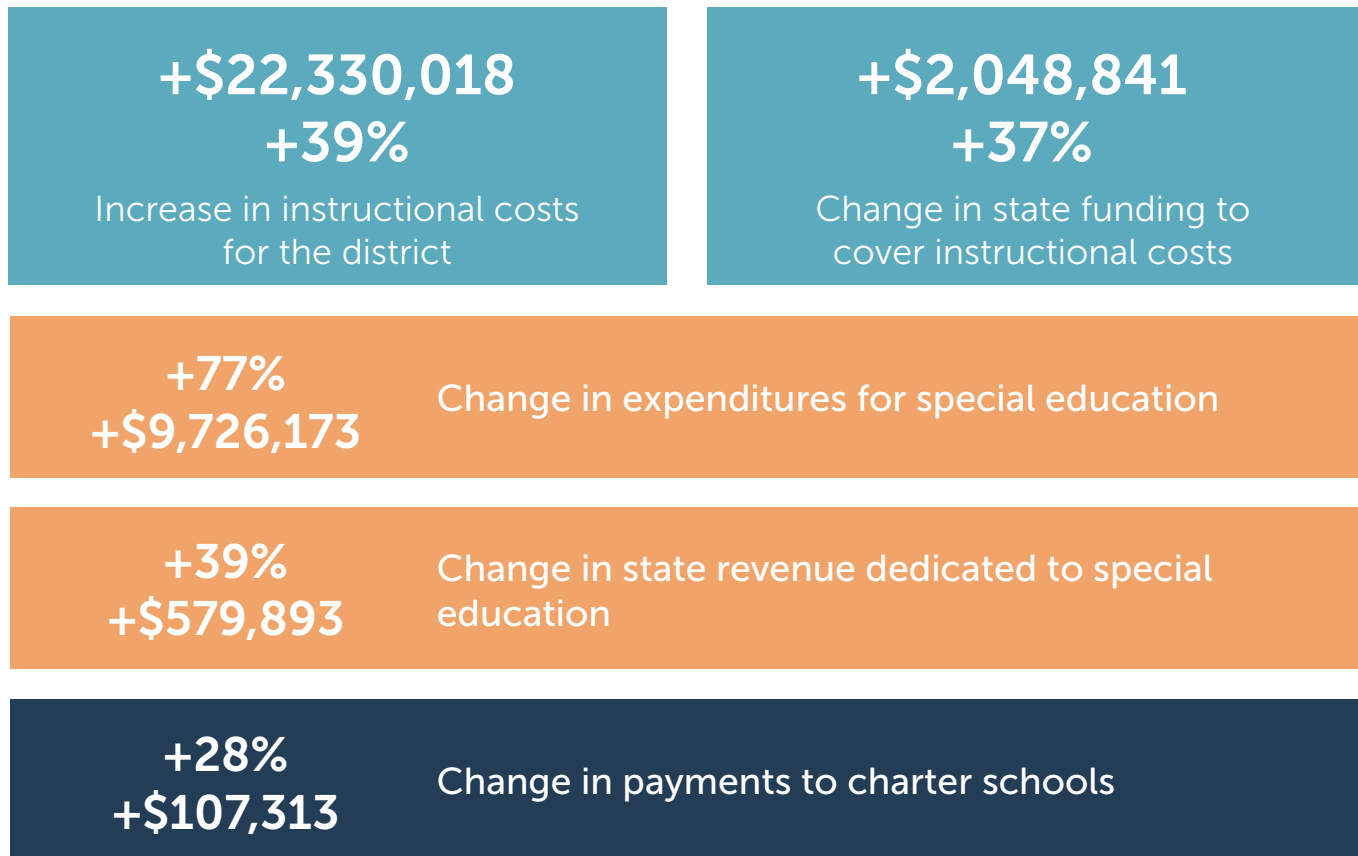 +$22,330,018
+39%
Increase in instructional costs
for the district
+$2,048,841
+37%
Change in state funding to
cover instructional costs
+77%
+$9,726,173
Change in expenditures for special education
+39%
+$579,893
Change in state revenue dedicated to special
education
+28%
+$107,313
Change in payments to charter schools